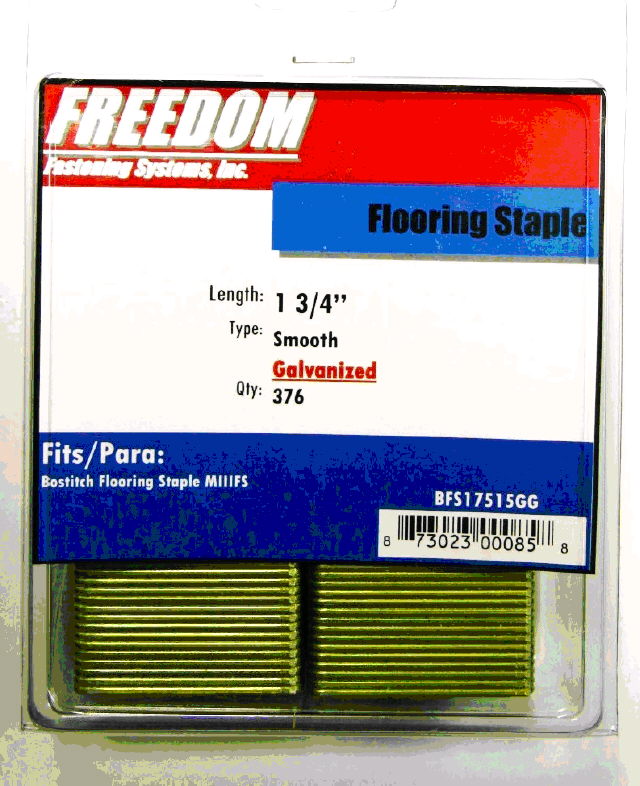 FREEDOM
Fastening Systems, Inc.
Flooring Staple
Length: 1 3/4’’
Type: Smooth
Galvanized
Qty: 376
Fits/Para:
Bostitch Flooring Staple MIIIFS
BFS17515GG
8 73023 00085 8